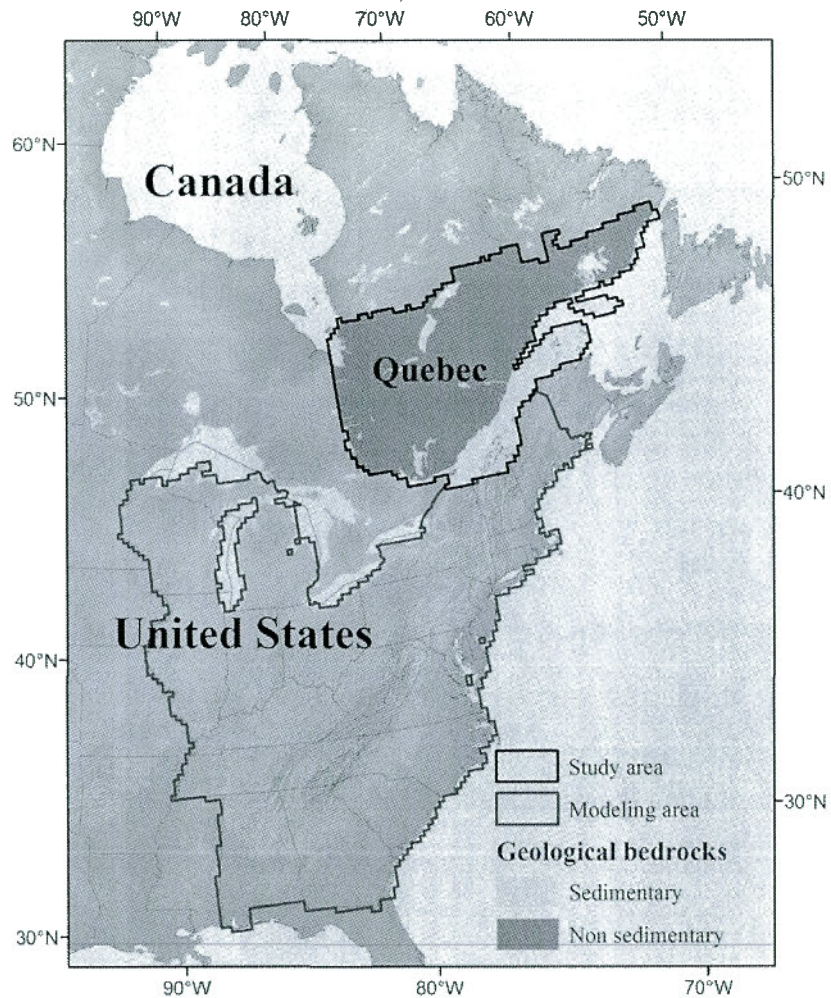 90°W 80°W 70°W 60°W 50°W
60°N
50°N
Canada
Quebec
50°N
40°N
United States
40°N
Study area
Modeling area
30°N
Geological bedrocks
Sedimentary
Non sedimentary
30°N
90°W 80°W 70°W